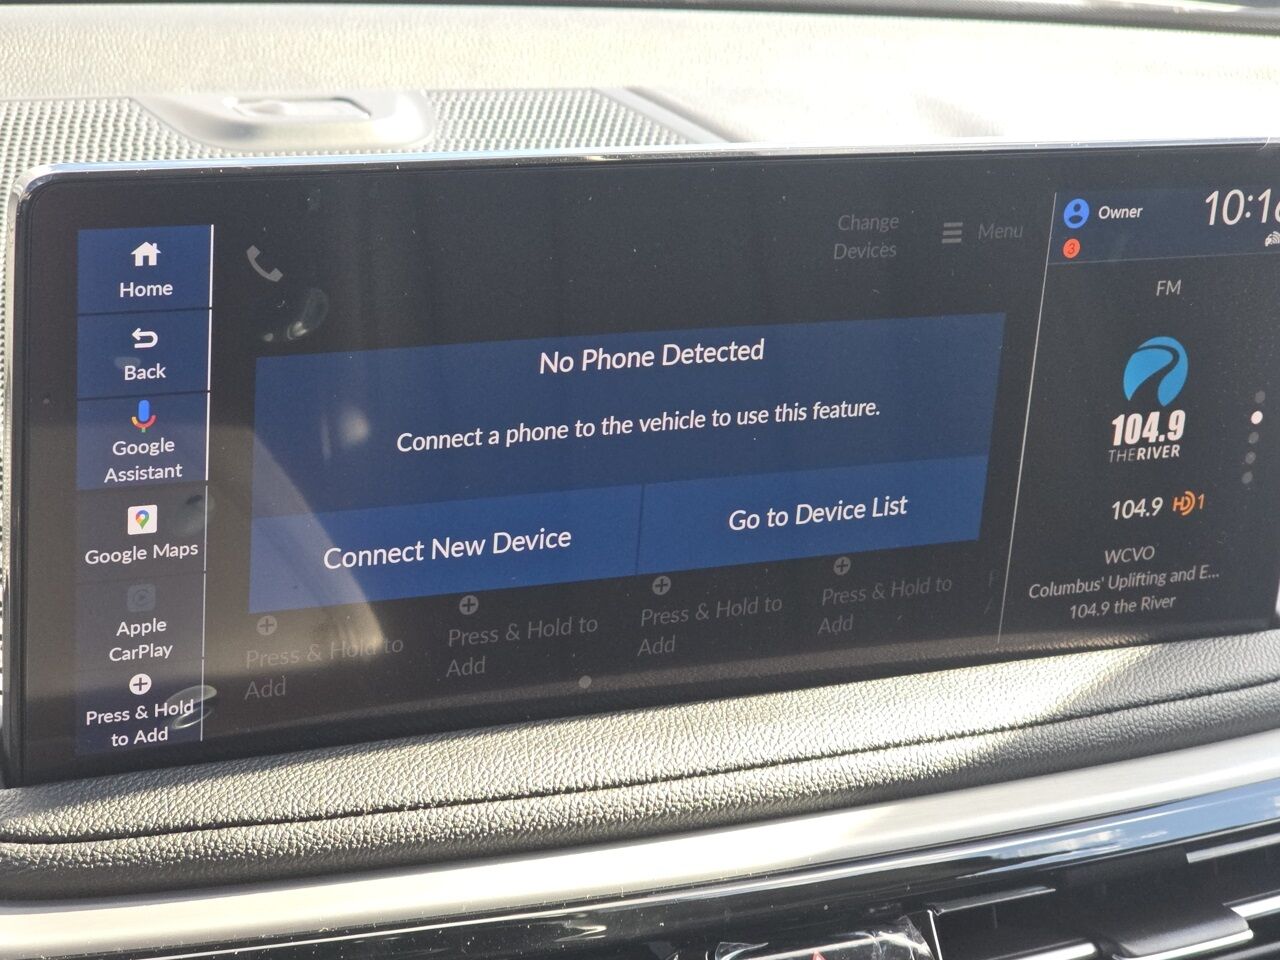 Home
Back
Google
Assistant
Google Maps
Apple
CarPlay
Press & Hold
to Add
Change
Devices
Menu
No Phone Detected
Connect a phone to the vehicle to use this feature.
Connect New Device
Go to Device List
Press & Hold to
Add
Press & Hold to
Add
Press & Hold to
Add
Press & Hold to
Add
Owner
3
FM
104.9
THERIVER
104.9 HD1
WCVO
Columbus' Uplifting and E...
104.9 the River